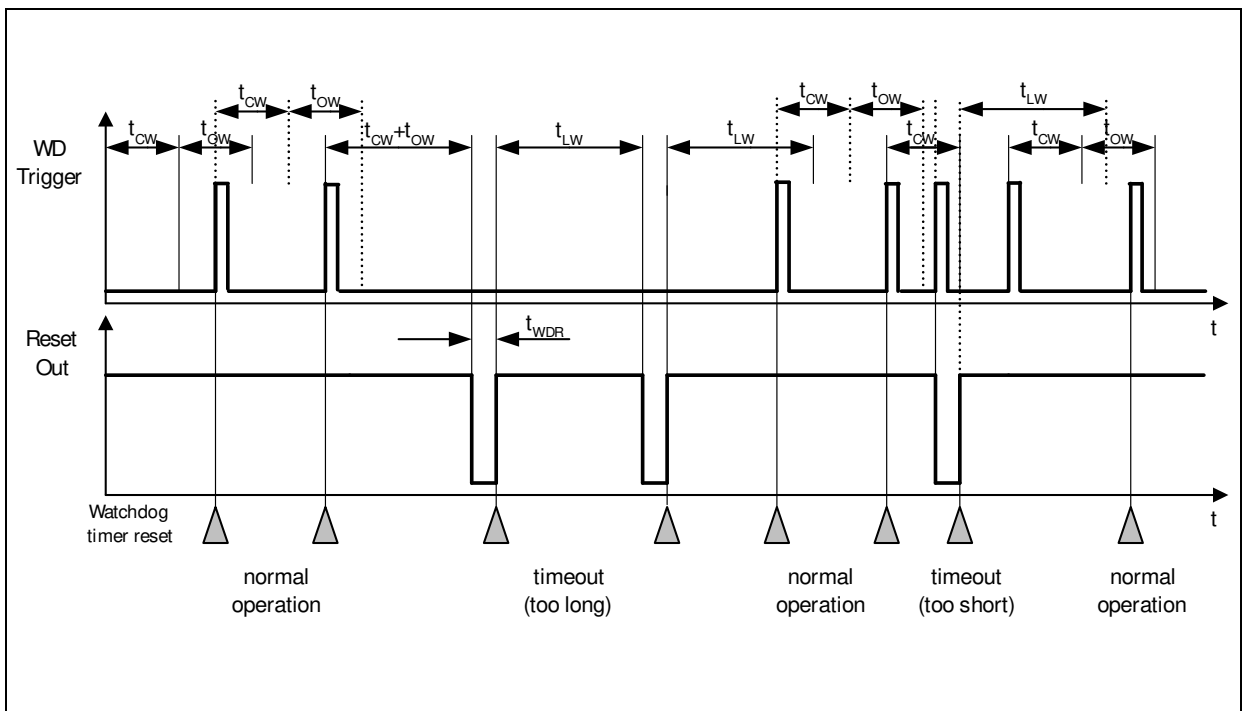 tCW tOW tCW tOW tLW
tCW tOW tCW+tOW tLW tLW tCW tCW tOW
WD
Trigger
t
tWDR
Reset
Out
t
Watchdog
timer reset
normal
operation
timeout
(too long)
normal
operation
timeout
(too short)
normal
operation